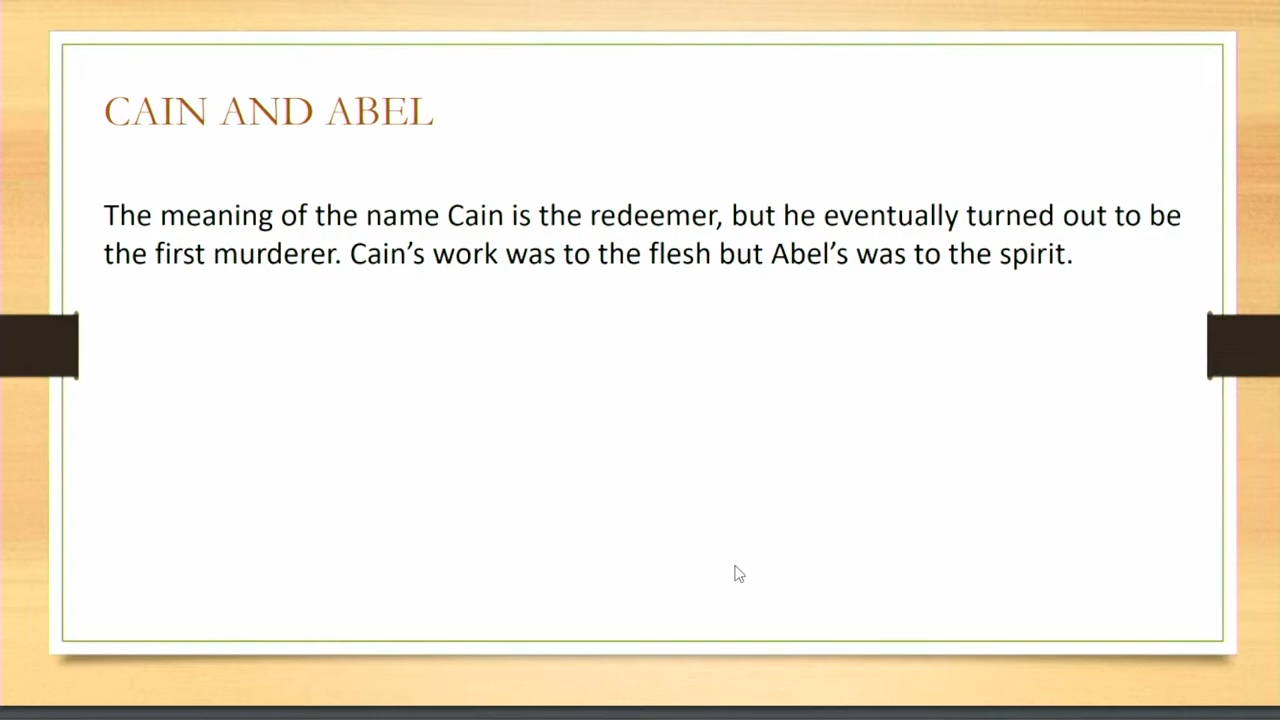 CAIN AND ABEL
The meaning of the name Cain is the redeemer, but he eventually turned out to be
the first murderer. Cain’s work was to the flesh but Abel’s was to the spirit.